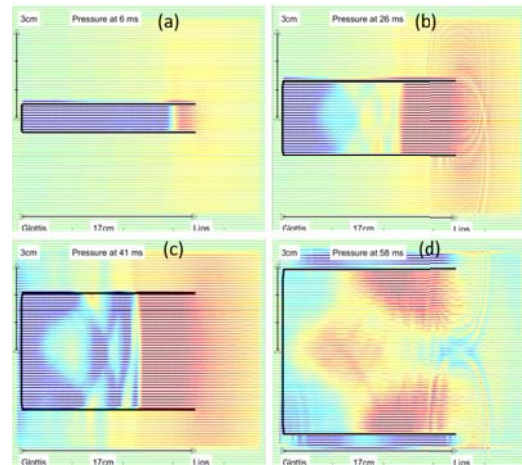 3cm Pressure at 6 ms (a)
Glottis 17cm Lips
3cm Pressure at 26 ms (b)
Glottis 17cm Lips
3cm Pressure at 41 ms (c)
Glottis 17cm Lips
3cm Pressure at 58 ms (d)
Glottis 17cm Lips